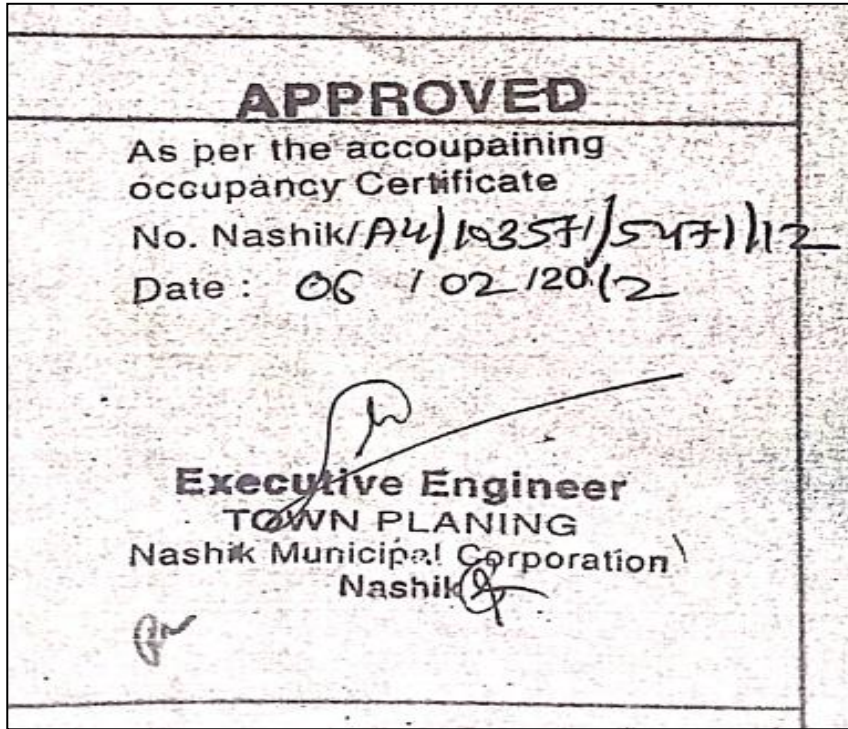 APPROVED
As per the accoupaining
occupancy Certificate
No. Nashik/A4/103571/5471/12
Date : 06 / 02 /2012
Executive Engineer
TOWN PLANING
Nashik Municipal Corporation
Nashik